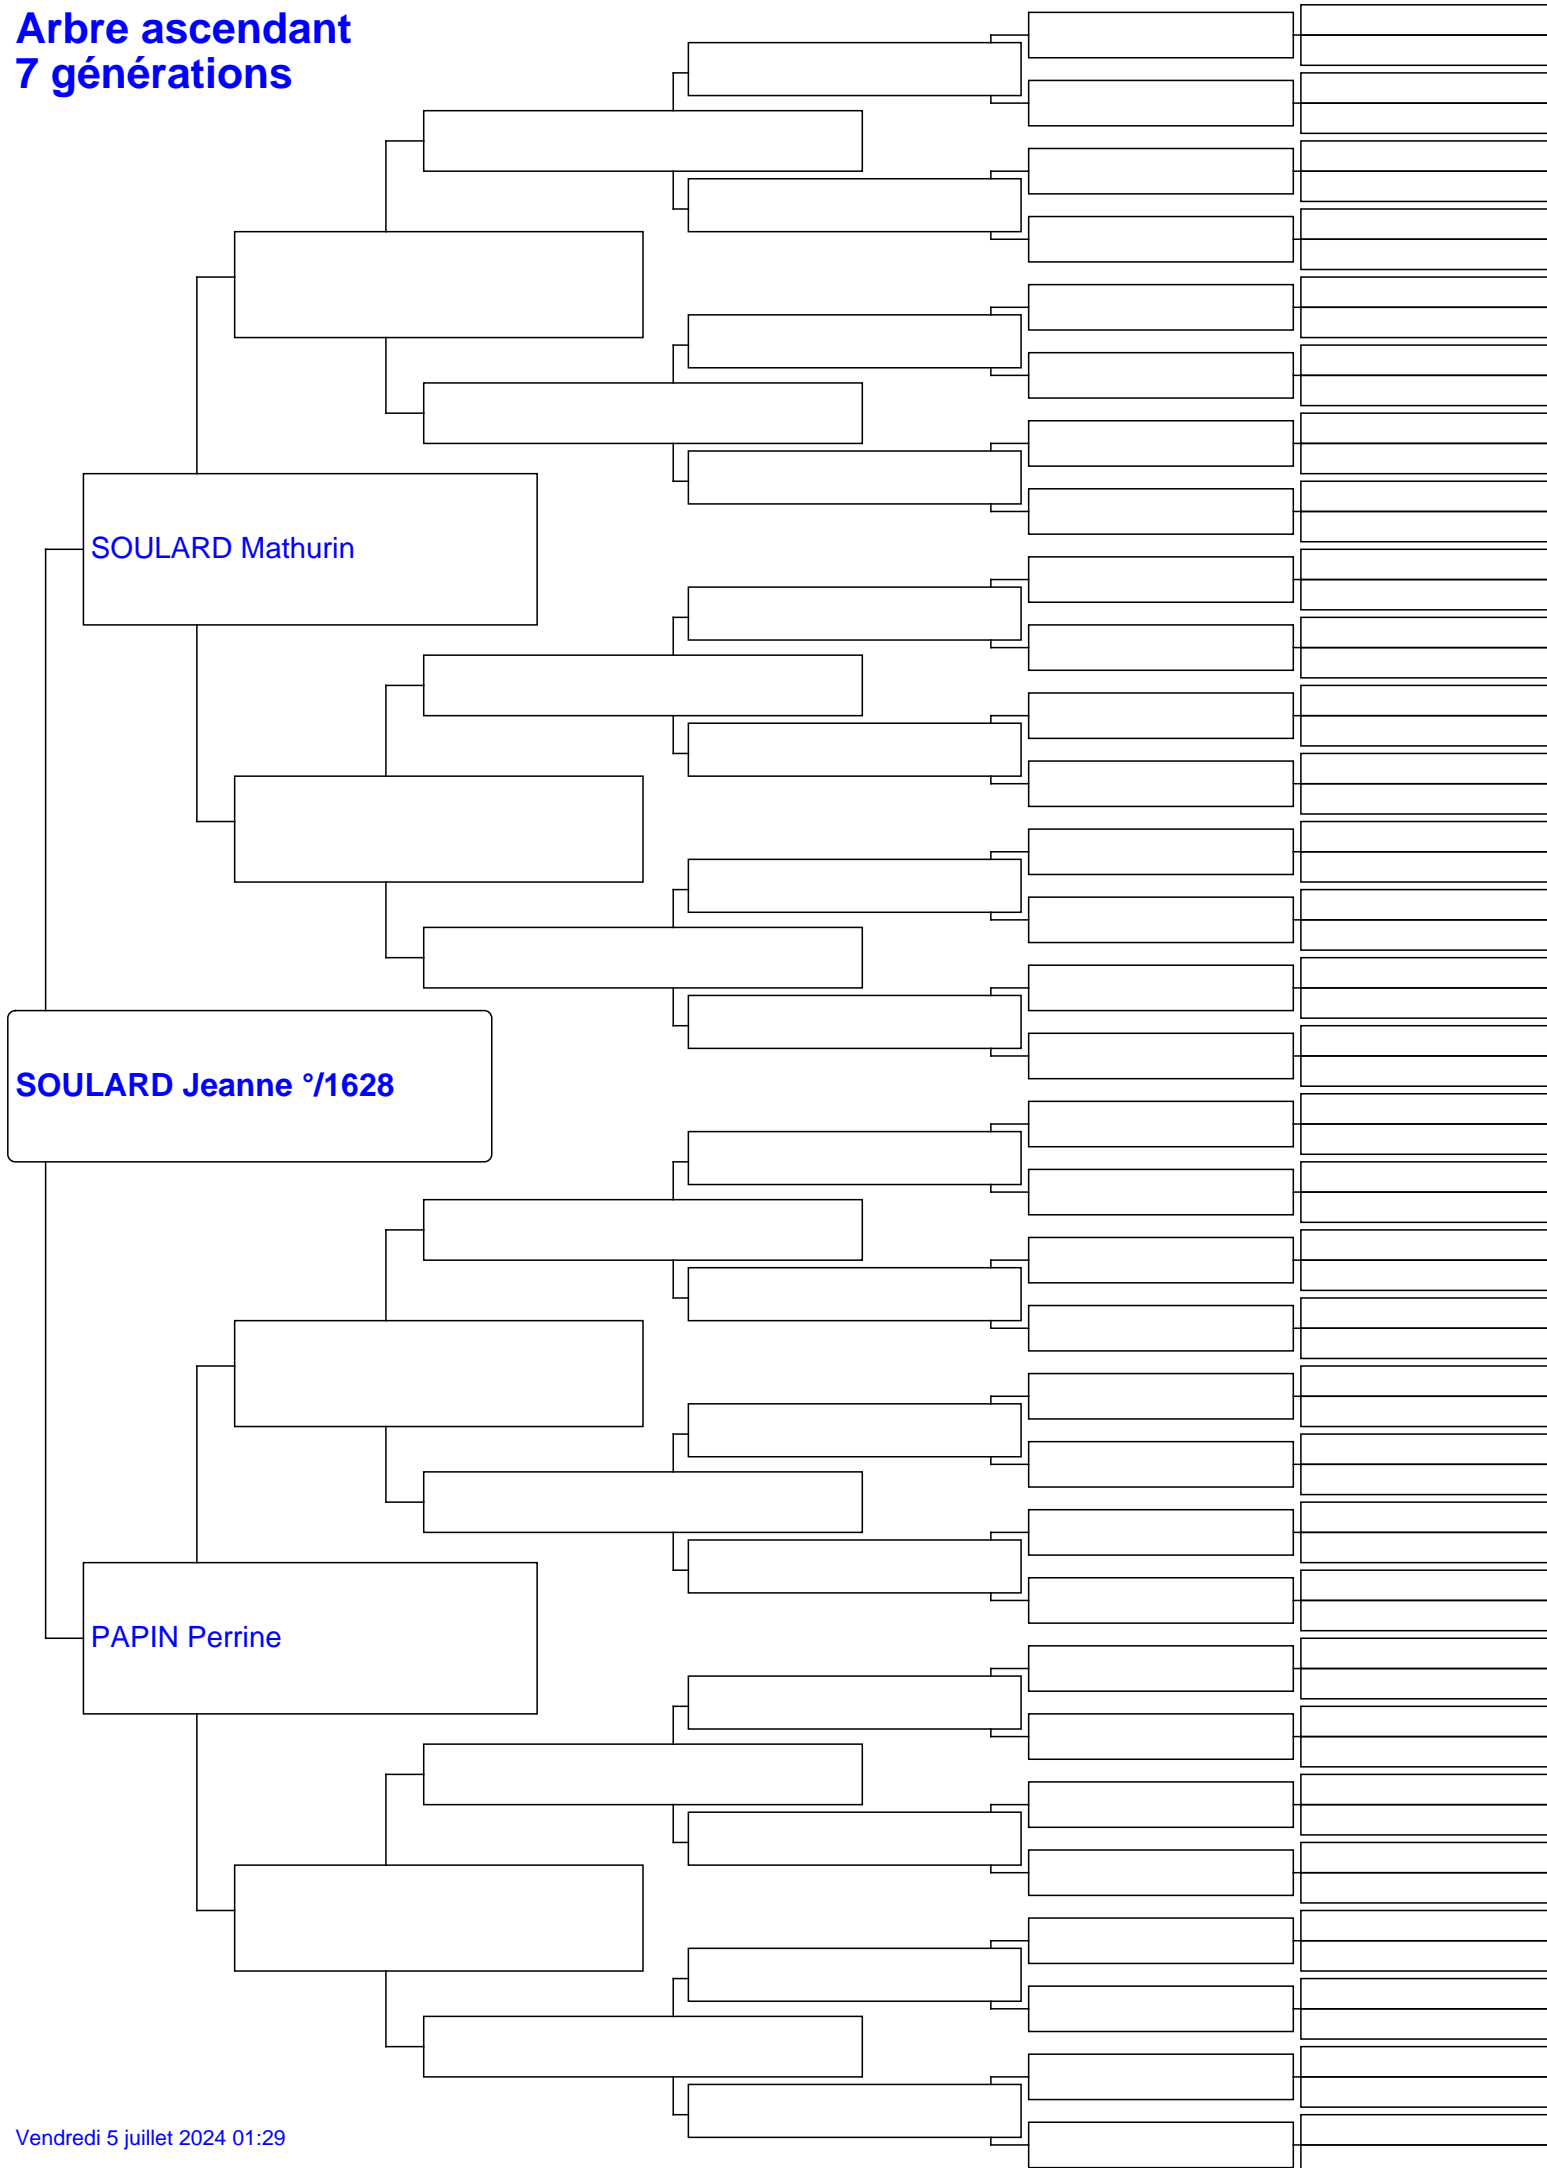 Arbre ascendant
7 générations
SOULARD Mathurin
SOULARD Jeanne °/1628
PAPIN Perrine
Vendredi 5 juillet 2024 01:29